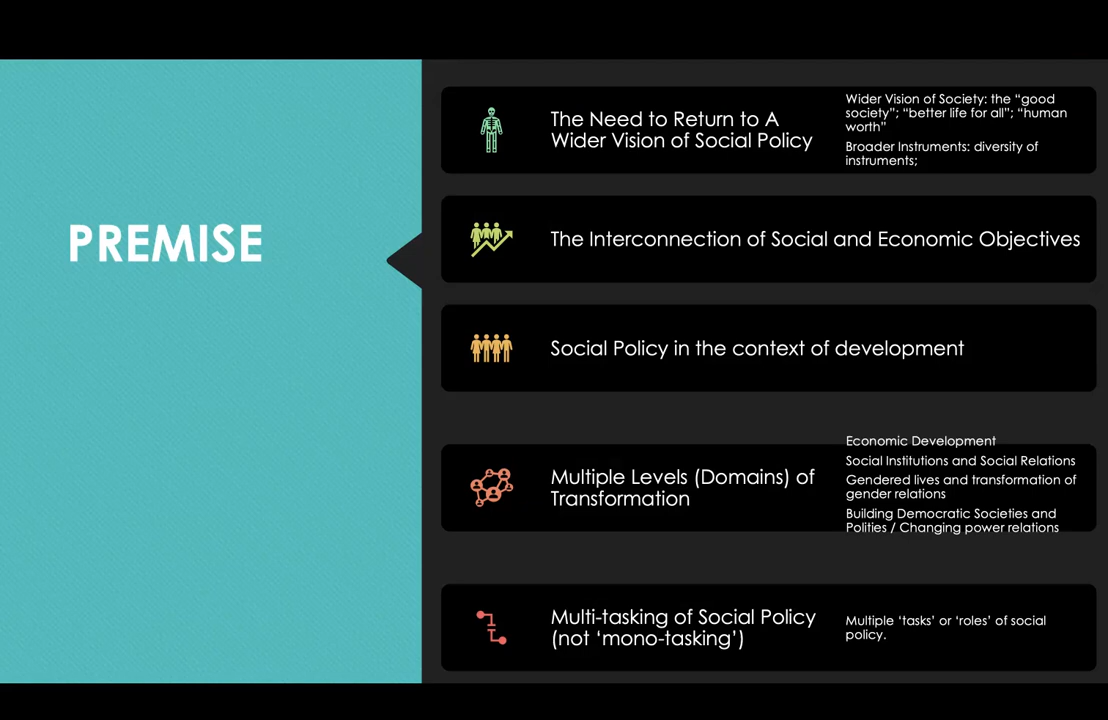 PREMISE
The Need to Return to A
Wider Vision of Social Policy
Wider Vision of Society: the “good
society”; “better life for all”; “human
worth”
Broader Instruments: diversity of
instruments;
The Interconnection of Social and Economic Objectives
Social Policy in the context of development
Multiple Levels (Domains) of
Transformation
Economic Development
Social Institutions and Social Relations
Gendered lives and transformation of
gender relations
Building Democratic Societies and
Polities / Changing power relations
Multi-tasking of Social Policy
(not ‘mono-tasking’)
Multiple ‘tasks’ or ‘roles’ of social
policy.